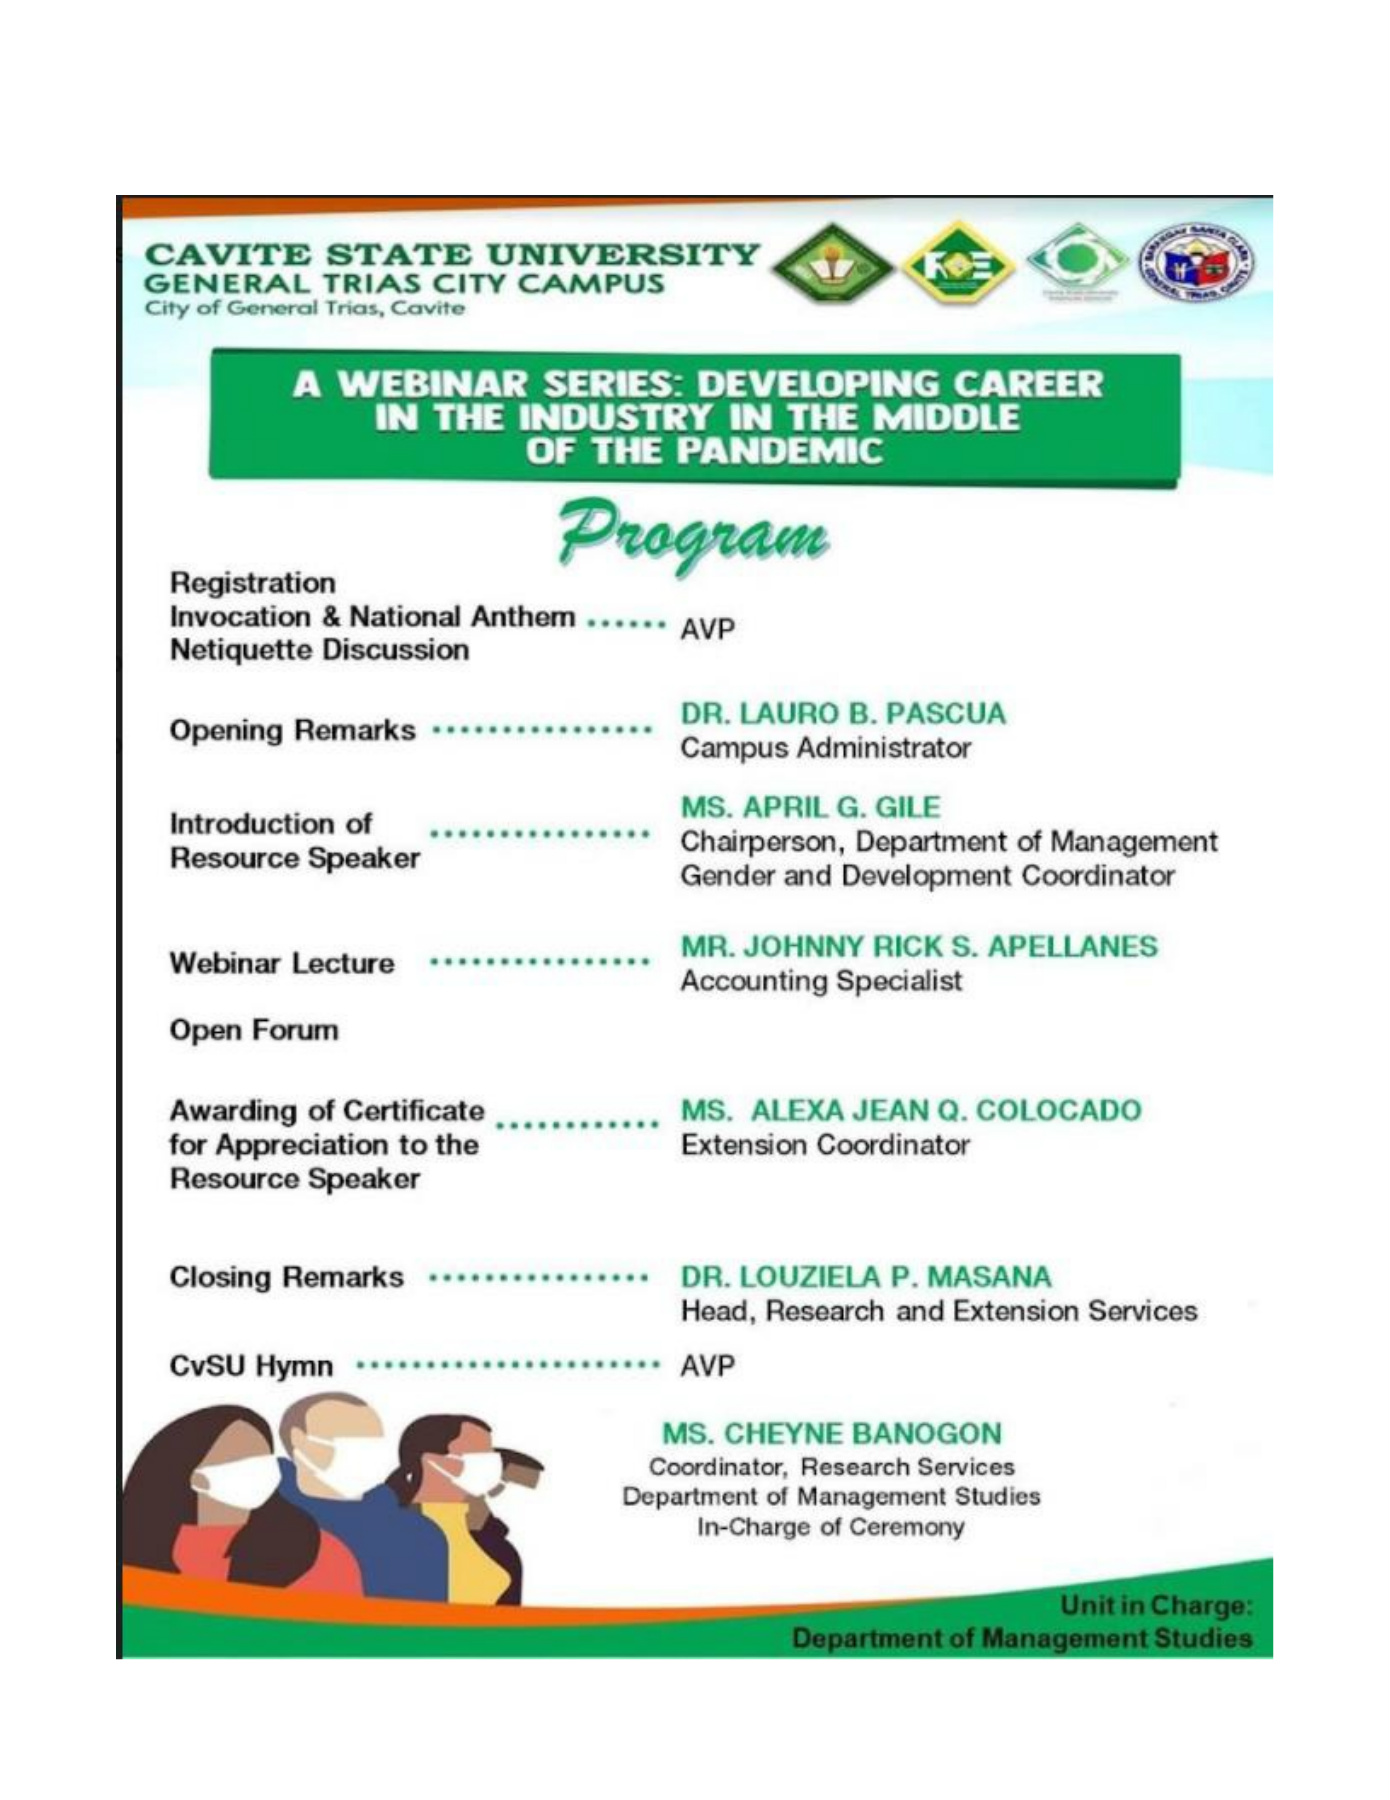 CAVITE STATE UNIVERSITY
GENERAL TRIAS CITY CAMPUS
City of General Trias, Cavite
A WEBINAR SERIES: DEVELOPING CAREER
IN THE INDUSTRY IN THE MIDDLE
OF THE PANDEMIC
Program
Registration
Invocation & National Anthem ...... AVP
Netiquette Discussion
Opening Remarks ................ DR. LAURO B. PASCUA
Campus Administrator
Introduction of
Resource Speaker ................ MS. APRIL G. GILE
Chairperson, Department of Management
Gender and Development Coordinator
Webinar Lecture ................ MR. JOHNNY RICK S. APELLANES
Accounting Specialist
Open Forum
Awarding of Certificate
for Appreciation to the
Resource Speaker ............ MS. ALEXA JEAN Q. COLOCADO
Extension Coordinator
Closing Remarks ................ DR. LOUZIELA P. MASANA
Head, Research and Extension Services
CvSU Hymn ...................... AVP
MS. CHEYNE BANOGON
Coordinator, Research Services
Department of Management Studies
In-Charge of Ceremony
Unit in Charge:
Department of Management Studies